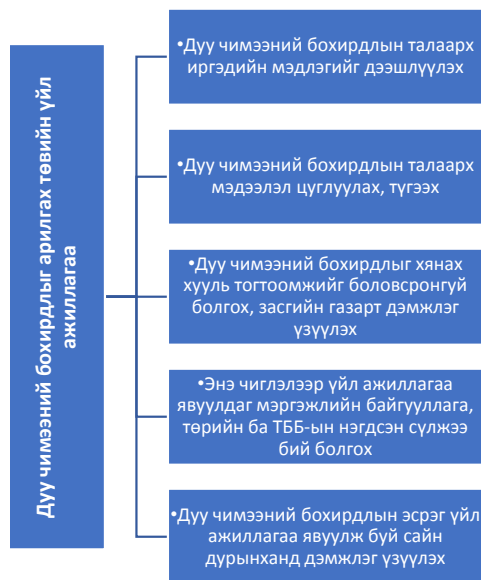 Дуу чимээний бохирдлыг арилгах төвийн үйл
ажиллагаа
•Дуу чимээний бохирдлын талаарх
иргэдийн мэдлэгийг дээшлүүлэх
•Дуу чимээний бохирдлын талаарх
мэдээлэл цуглуулах, түгээх
•Дуу чимээний бохирдлыг хянах
хууль тогтоомжийг боловсронгуй
болгох, засгийн газарт дэмжлэг
үзүүлэх
•Энэ чиглэлээр үйл ажиллагаа
явуулдаг мэргэжлийн байгууллага,
төрийн ба ТББ-ын нэгдсэн сүлжээ
бий болгох
•Дуу чимээний бохирдлын эсрэг үйл
ажиллагаа явуулж буй сайн
дурынханд дэмжлэг үзүүлэх